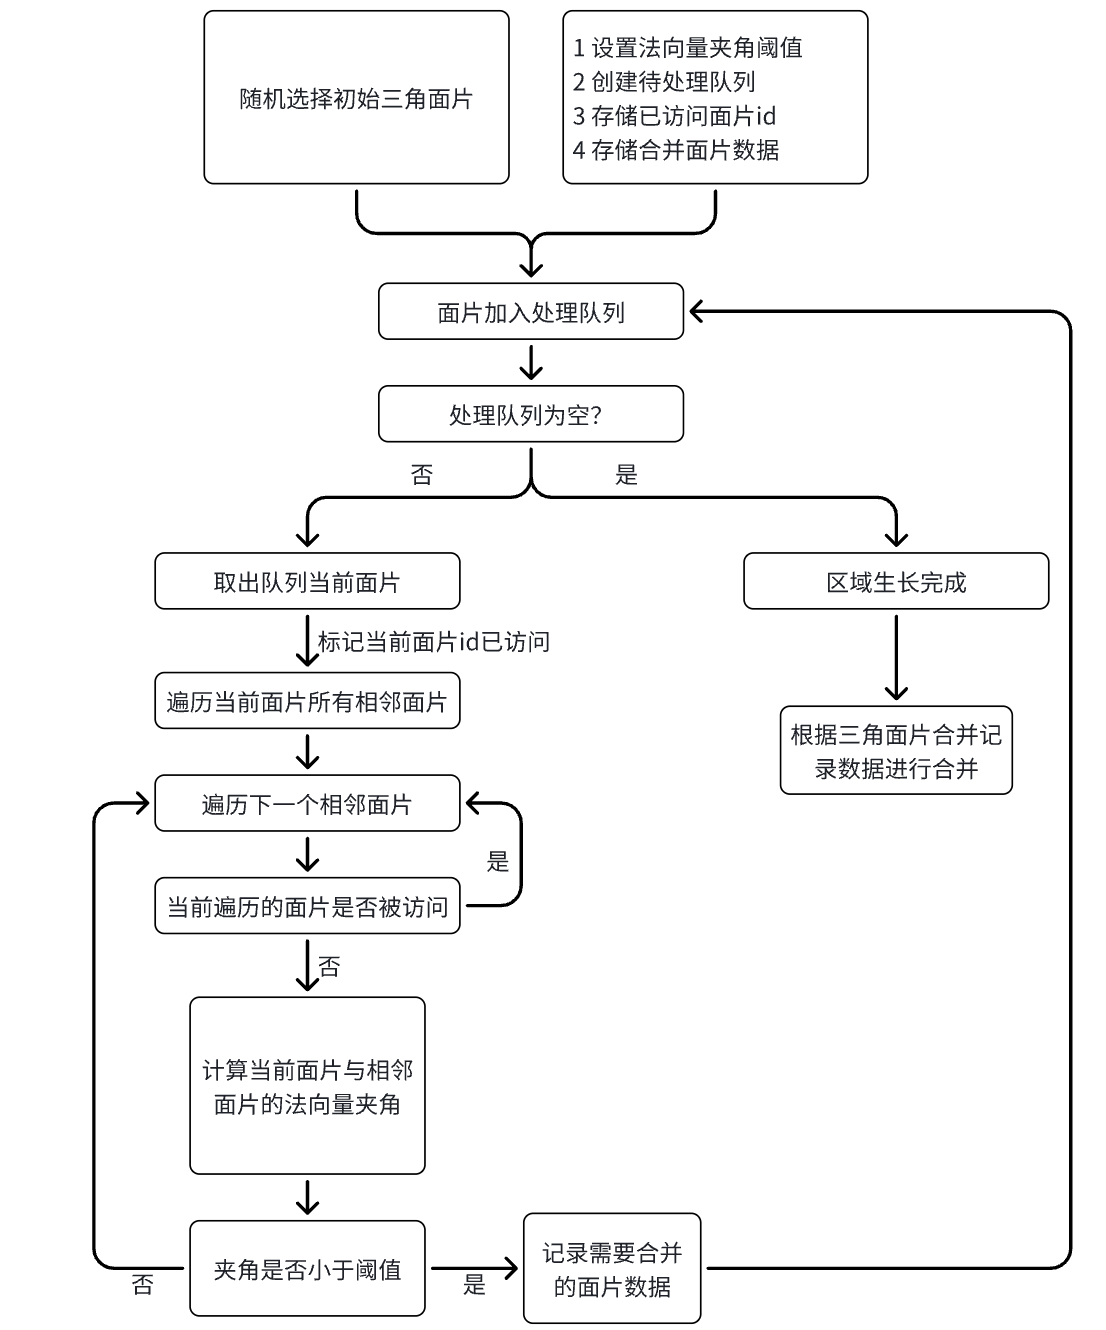 随机选择初始三角面片
1 设置法向量夹角阈值
2 创建待处理队列
3 存储已访问面片id
4 存储合并面片数据
面片加入处理队列
处理队列为空?
否
是
取出队列当前面片
区域生长完成
标记当前面片id已访问
遍历当前面片所有相邻面片
根据三角面片合并记
录数据进行合并
遍历下一个相邻面片
是
当前遍历的面片是否被访问
否
计算当前面片与相邻
面片的法向量夹角
夹角是否小于阈值
否
是
记录需要合并
的面片数据